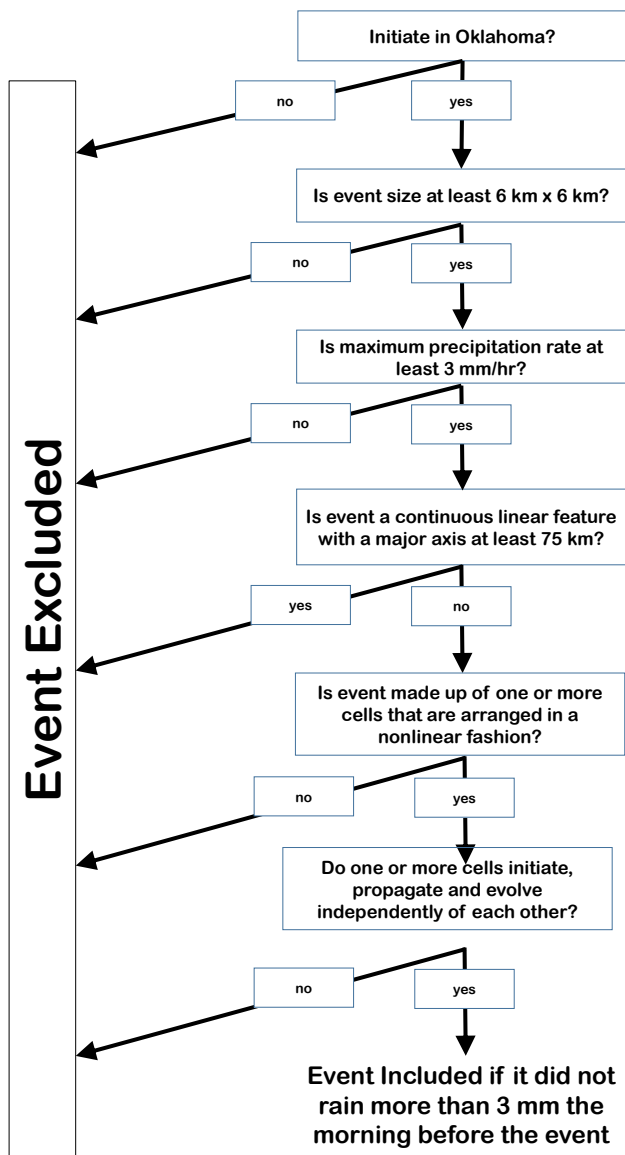 Initiate in Oklahoma?
no
yes
Is event size at least 6 km x 6 km?
no
yes
Is maximum precipitation rate at
least 3 mm/hr?
no
yes
Is event a continuous linear feature
with a major axis at least 75 km?
yes
no
Is event made up of one or more
cells that are arranged in a
nonlinear fashion?
no
yes
Do one or more cells initiate,
propagate and evolve
independently of each other?
no
yes
Event Included if it did not
rain more than 3 mm the
morning before the event
Event Excluded